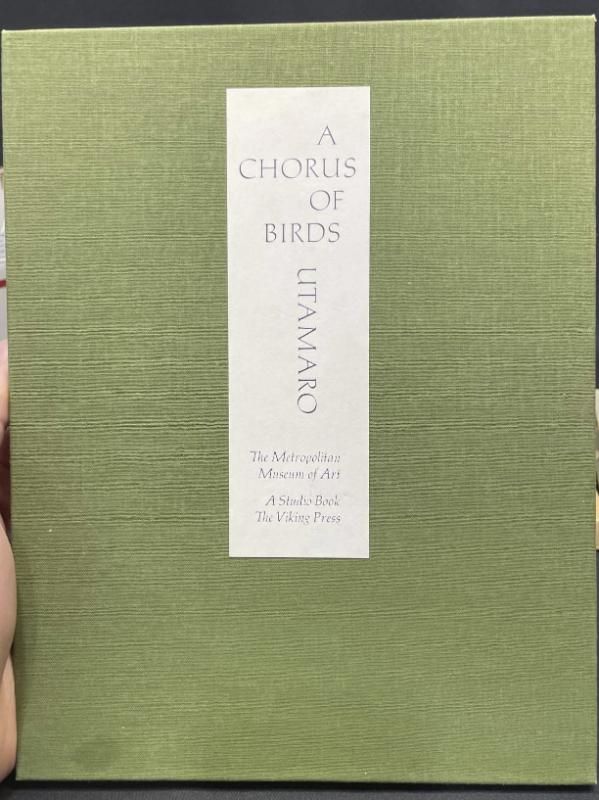 A
CHORUS
OF
BIRDS
UTAMARO
The Metropolitan
Museum of Art
A Studio Book
The Viking Press